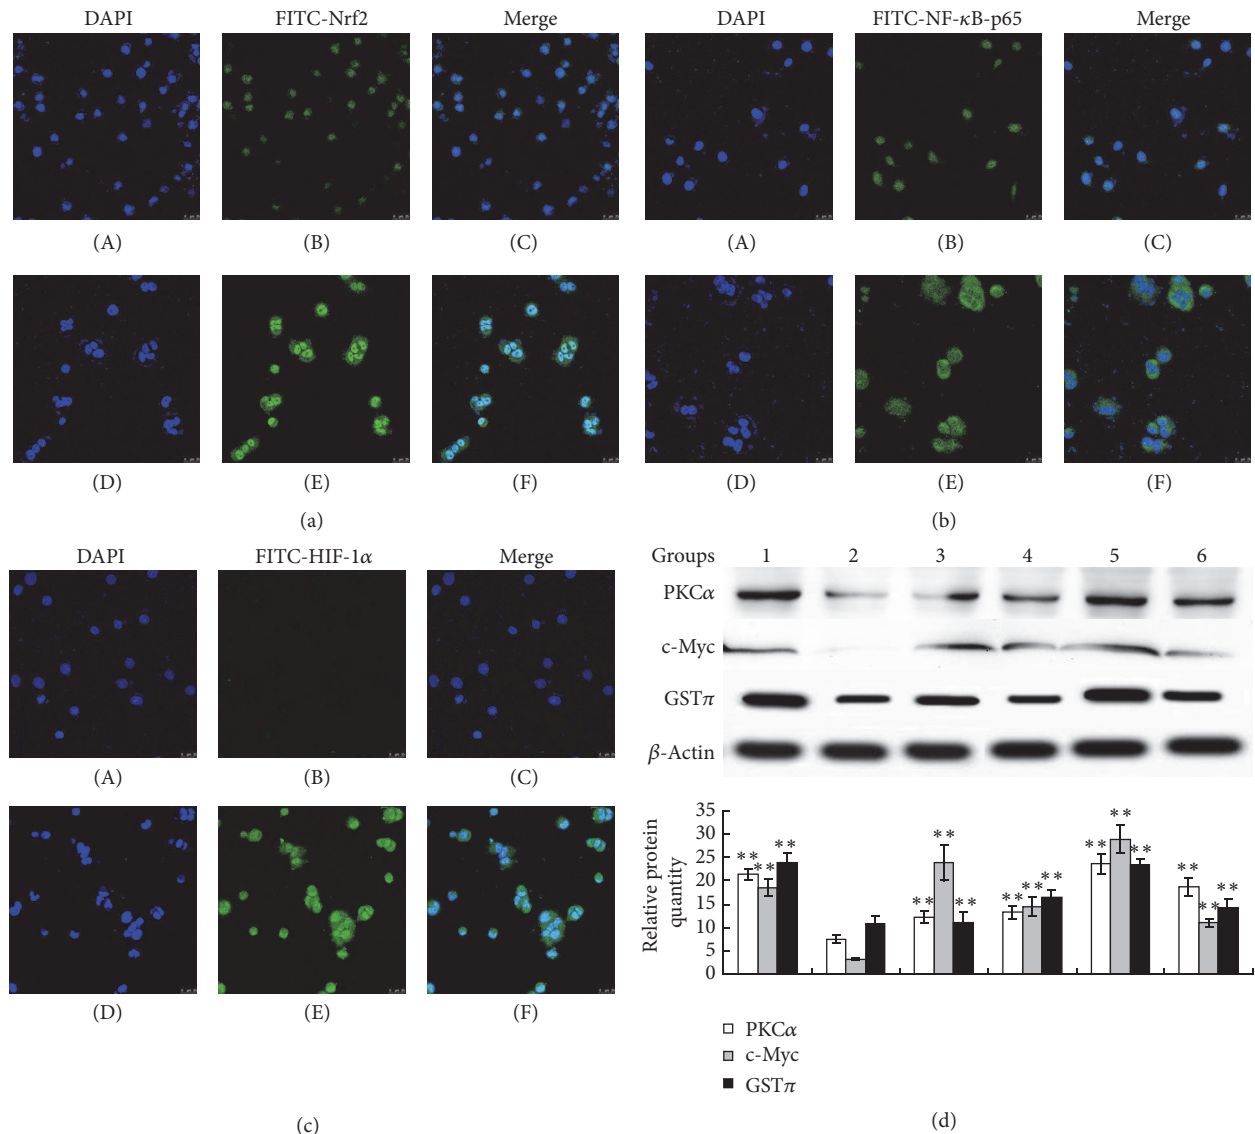 DAPI FITC-Nrf2 Merge
(A) (B) (C)
(D) (E) (F)
(a)
DAPI FITC-NF-κB-p65 Merge
(A) (B) (C)
(D) (E) (F)
(b)
DAPI FITC-HIF-1α Merge
(A) (B) (C)
(D) (E) (F)
(c)
Groups 1 2 3 4 5 6
PKCα
c-Myc
GSTπ
β-Actin
Relative protein
quantity
35
30
25
20
15
10
5
0
** ** **
** ** **
** ** **
** ** **
** ** **
PKCα
c-Myc
GSTπ
(d)